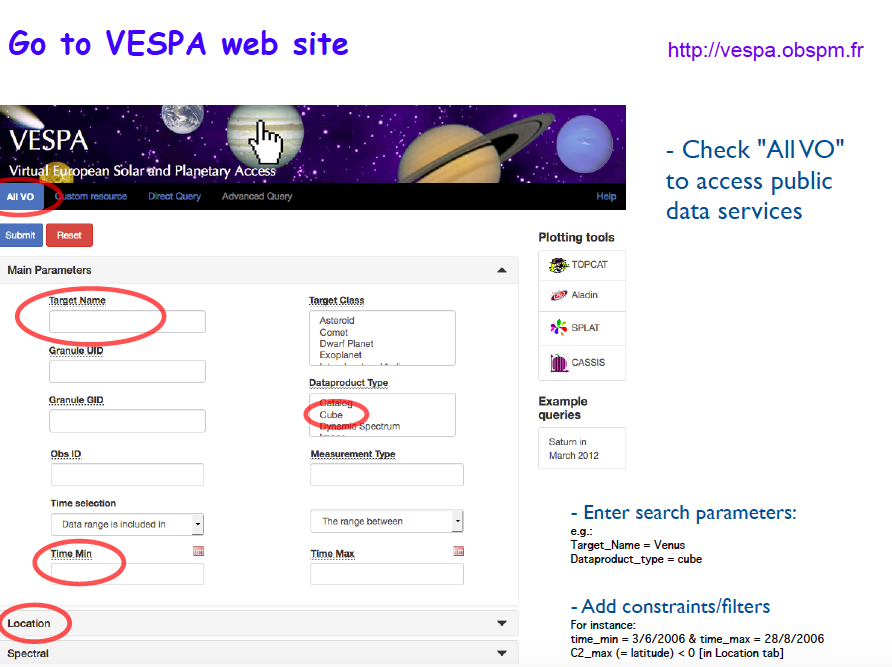 Go to VESPA web site
http://vespa.obspm.fr
VESPA
Virtual European Solar and Planetary Access
All VO Custom resource Direct Query Advanced Query Help
- Check "All VO"
to access public
data services
Submit Reset
Main Parameters
Target Name
Granule UID
Granule GID
Obs ID
Time selection
Data range is included in
Time Min
Target Class
Asteroid
Comet
Dwarf Planet
Exoplanet
Dataproduct Type
Catalog
Cube
Dynamic Spectrum
Measurement Type
The range between
Time Max
Location
Spectral
Plotting tools
TOPCAT
Aladin
SPLAT
CASSIS
Example
queries
Saturn in
March 2012
- Enter search parameters:
e.g.:
Target_Name = Venus
Dataproduct_type = cube
- Add constraints/filters
For instance:
time_min = 3/6/2006 & time_max = 28/8/2006
C2_max (= latitude) < 0 [in Location tab]